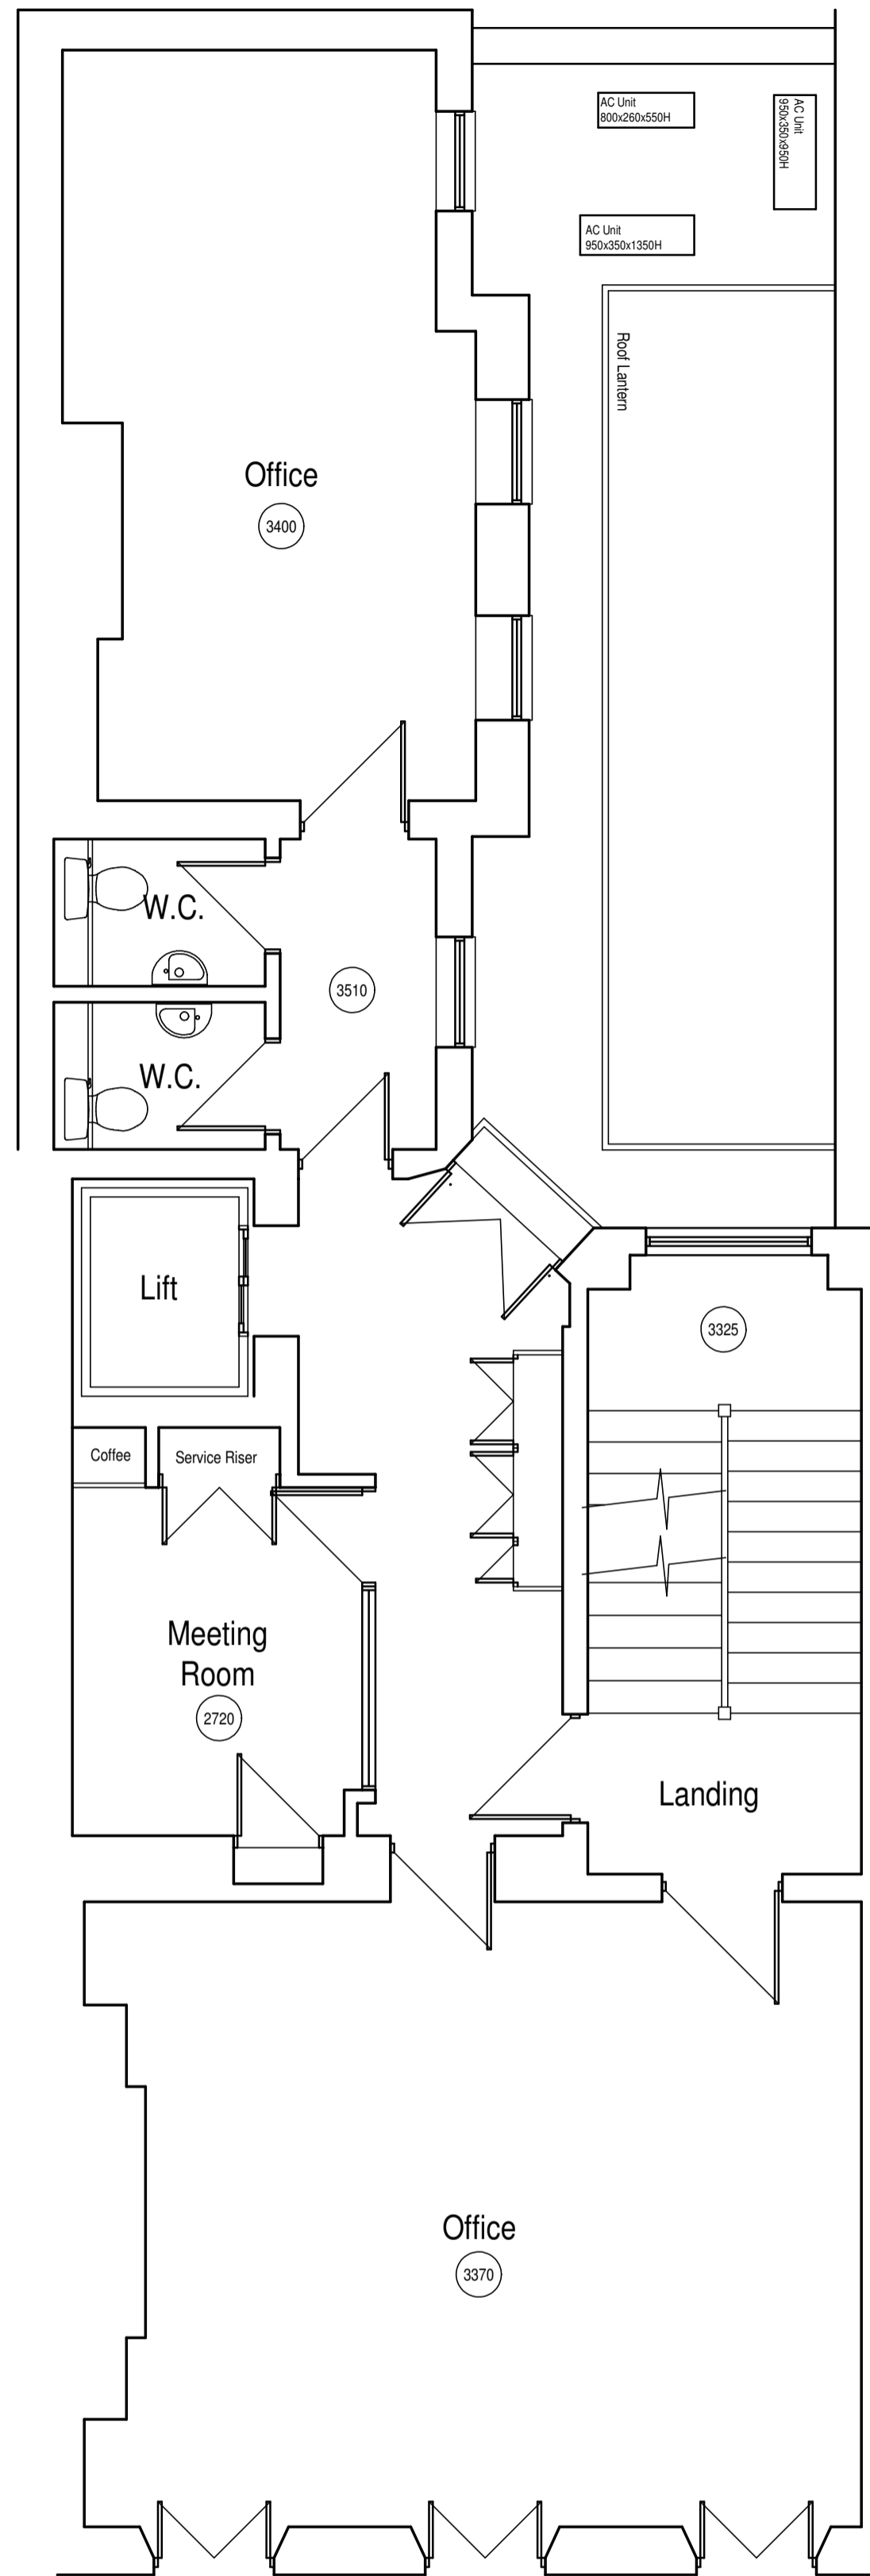 AC Unit
800x260x550H
AC Unit
950x350x950H
AC Unit
950x350x1350H
Roof Lantern
Office
3400
W.C.
3510
W.C.
Lift
3325
Coffee
Service Riser
Meeting
Room
2720
Landing
Office
3370